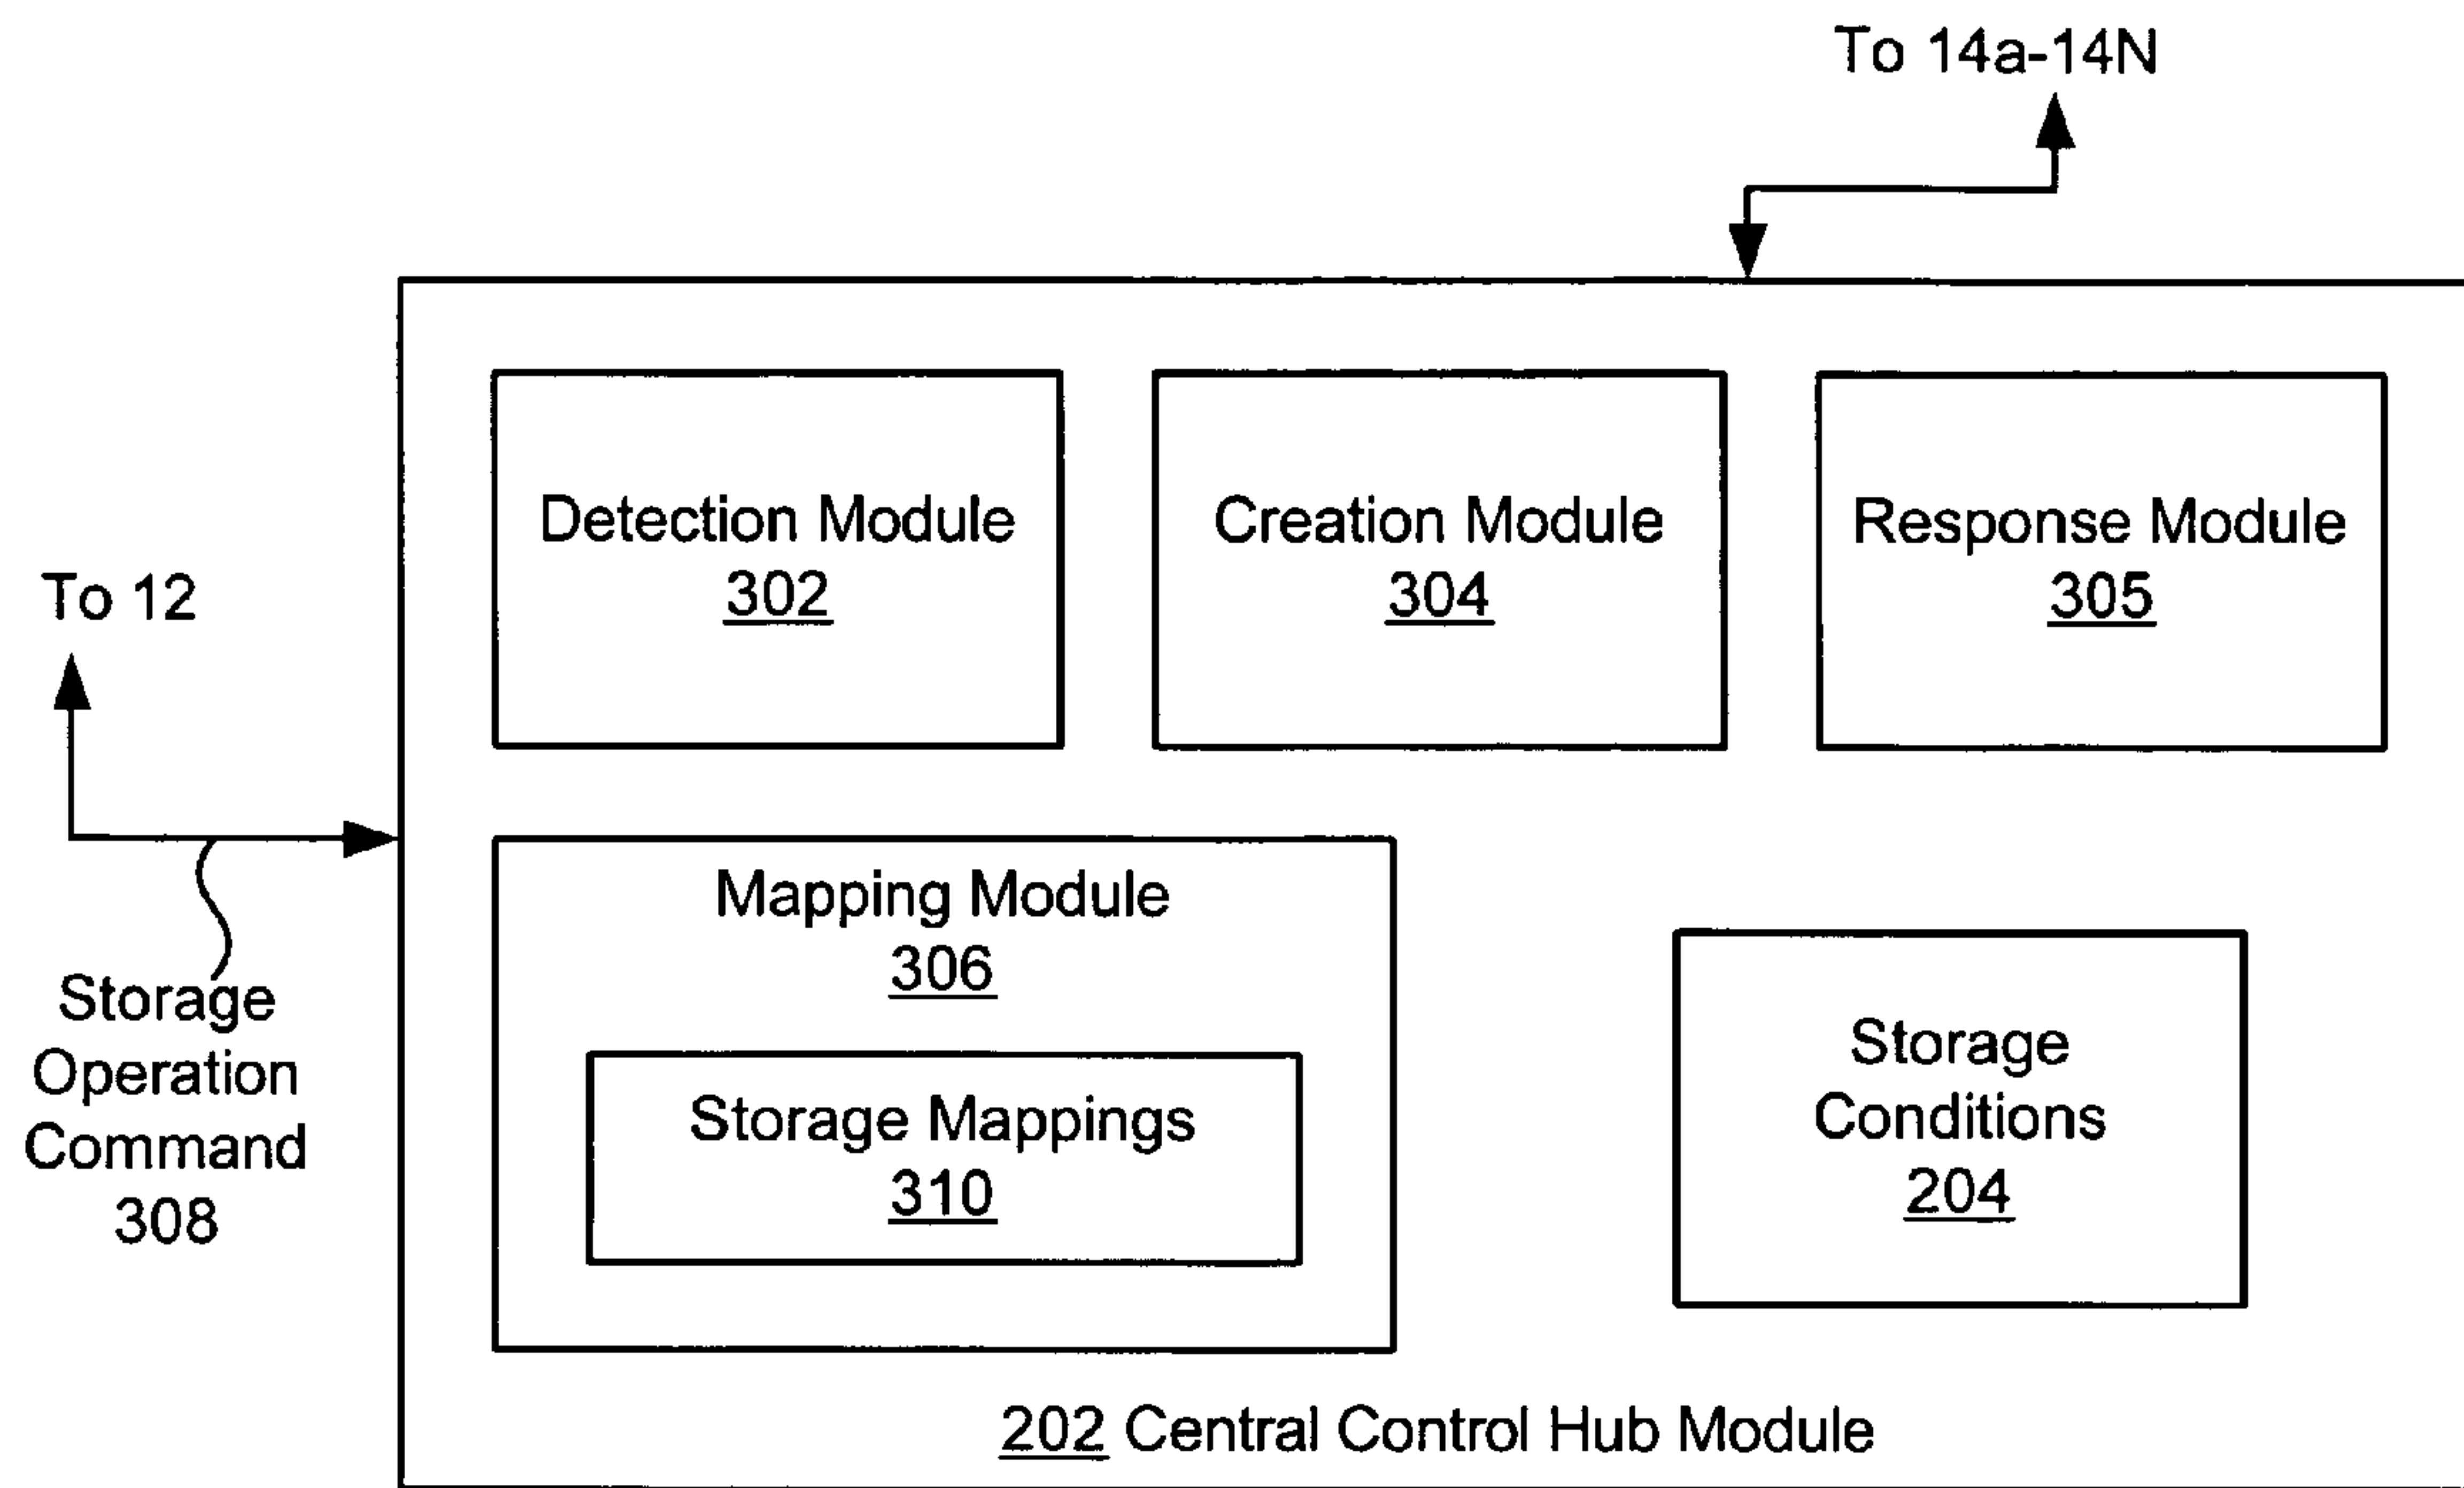 To 14a-14N
Detection Module
302
Creation Module
304
Response Module
305
To 12
Mapping Module
306
Storage
Operation
Command
308
Storage Mappings
310
Storage
Conditions
204
202 Central Control Hub Module